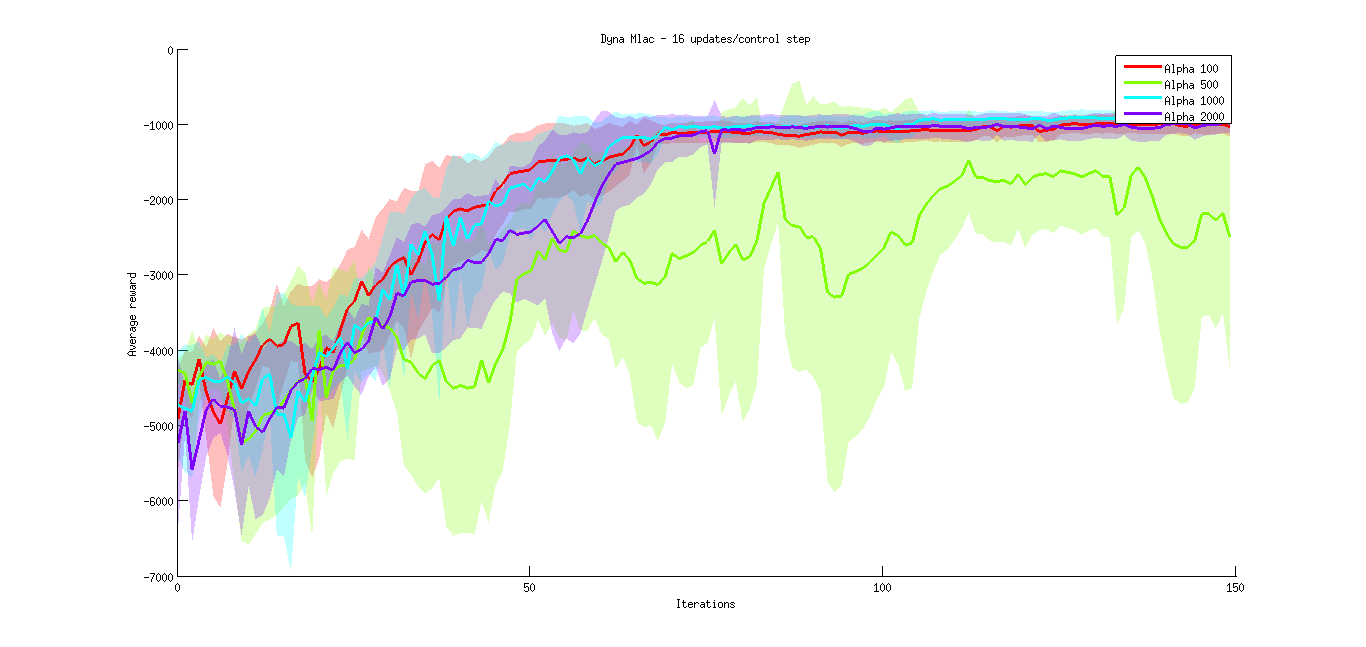 Dyna Mlac - 16 updates/control step
Alpha 100
Alpha 500
Alpha 1000
Alpha 2000
Average reward
0
-1000
-2000
-3000
-4000
-5000
-6000
-7000
0
50
100
150
Iterations